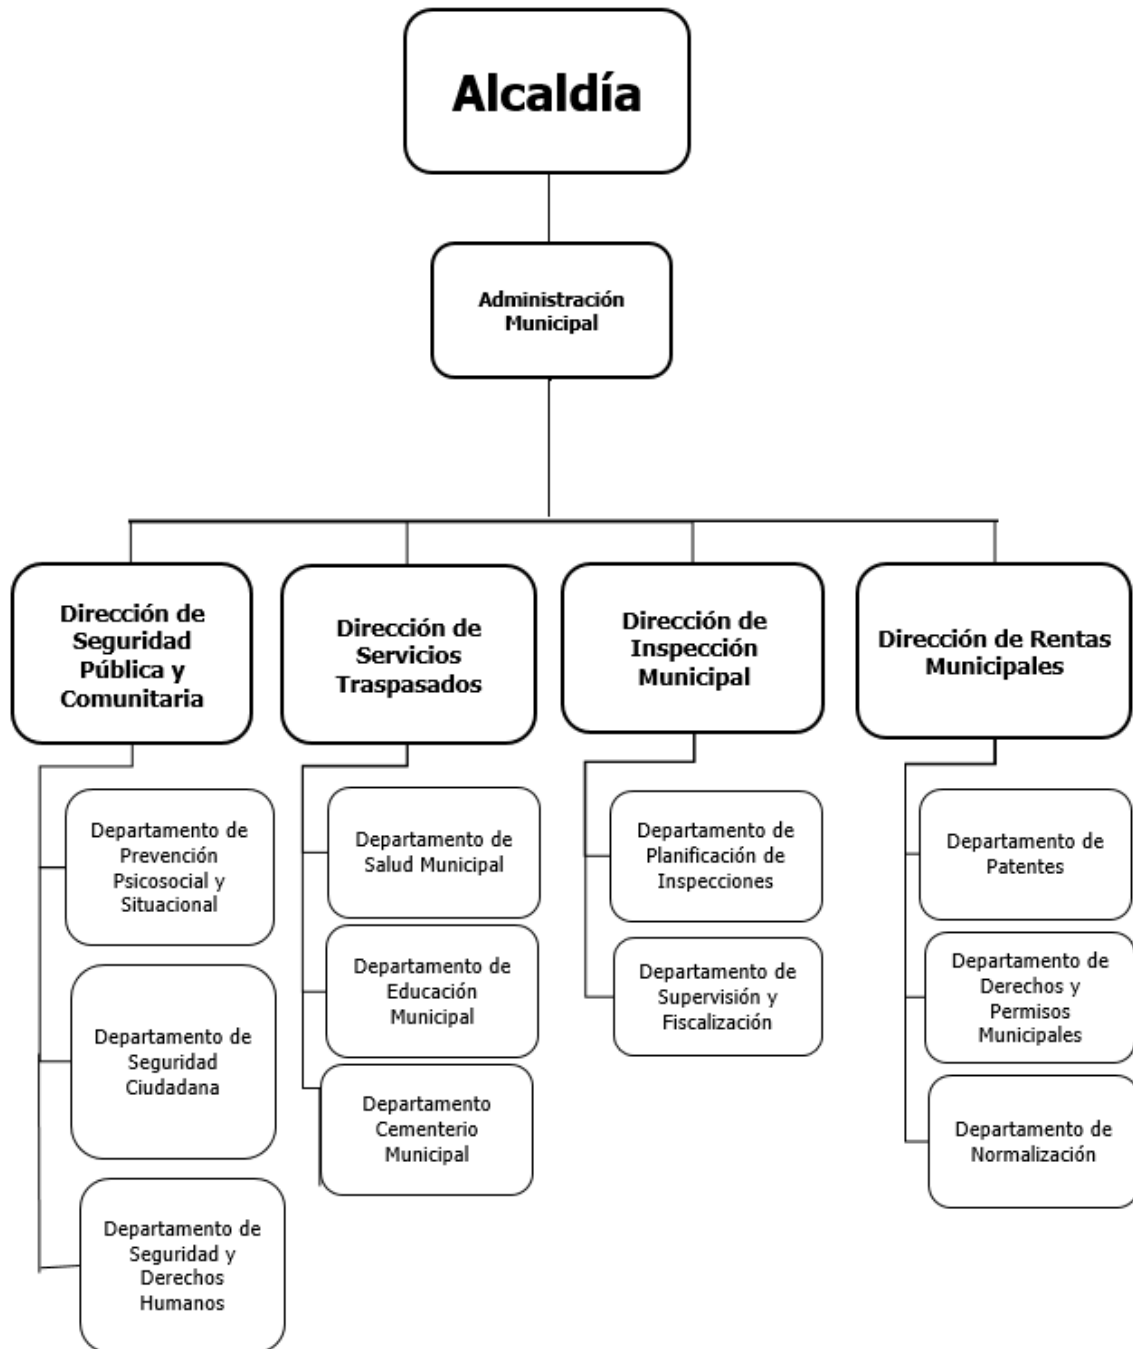 Alcaldía
Administración
Municipal
Dirección de
Seguridad
Pública y
Comunitaria
Dirección de
Servicios
Traspasados
Dirección de
Inspección
Municipal
Dirección de Rentas
Municipales
Departamento de
Prevención
Psicosocial y
Situacional
Departamento de
Seguridad
Ciudadana
Departamento de
Seguridad y
Derechos
Humanos
Departamento de
Salud Municipal
Departamento de
Educación
Municipal
Departamento
Cementerio
Municipal
Departamento de
Planificación de
Inspecciones
Departamento de
Supervisión y
Fiscalización
Departamento de
Patentes
Departamento de
Derechos y
Permisos
Municipales
Departamento de
Normalización